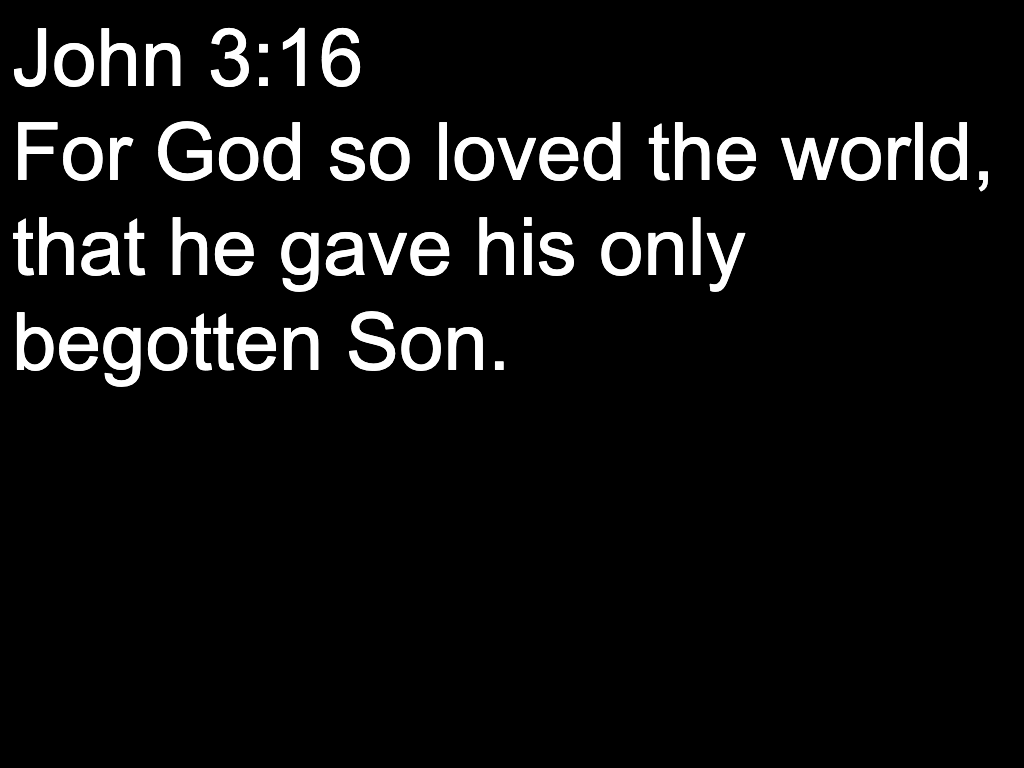 John 3:16
For God so loved the world,
that he gave his only
begotten Son.